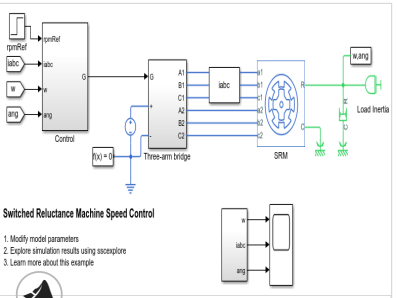 rpmRef
iabc
w
ang
rpmRef
iabc
w
ang
G
Control
G
+
-
A1
B1
C1
A2
B2
C2
Three-arm bridge
f(x) = 0
iabc
a1
b1
c1
a2
b2
c2
R
C
SRM
w,ang
R
C
Load Inertia
Switched Reluctance Machine Speed Control
1. Modify model parameters
2. Explore simulation results using sscexplore
3. Learn more about this example
w
iabc
ang